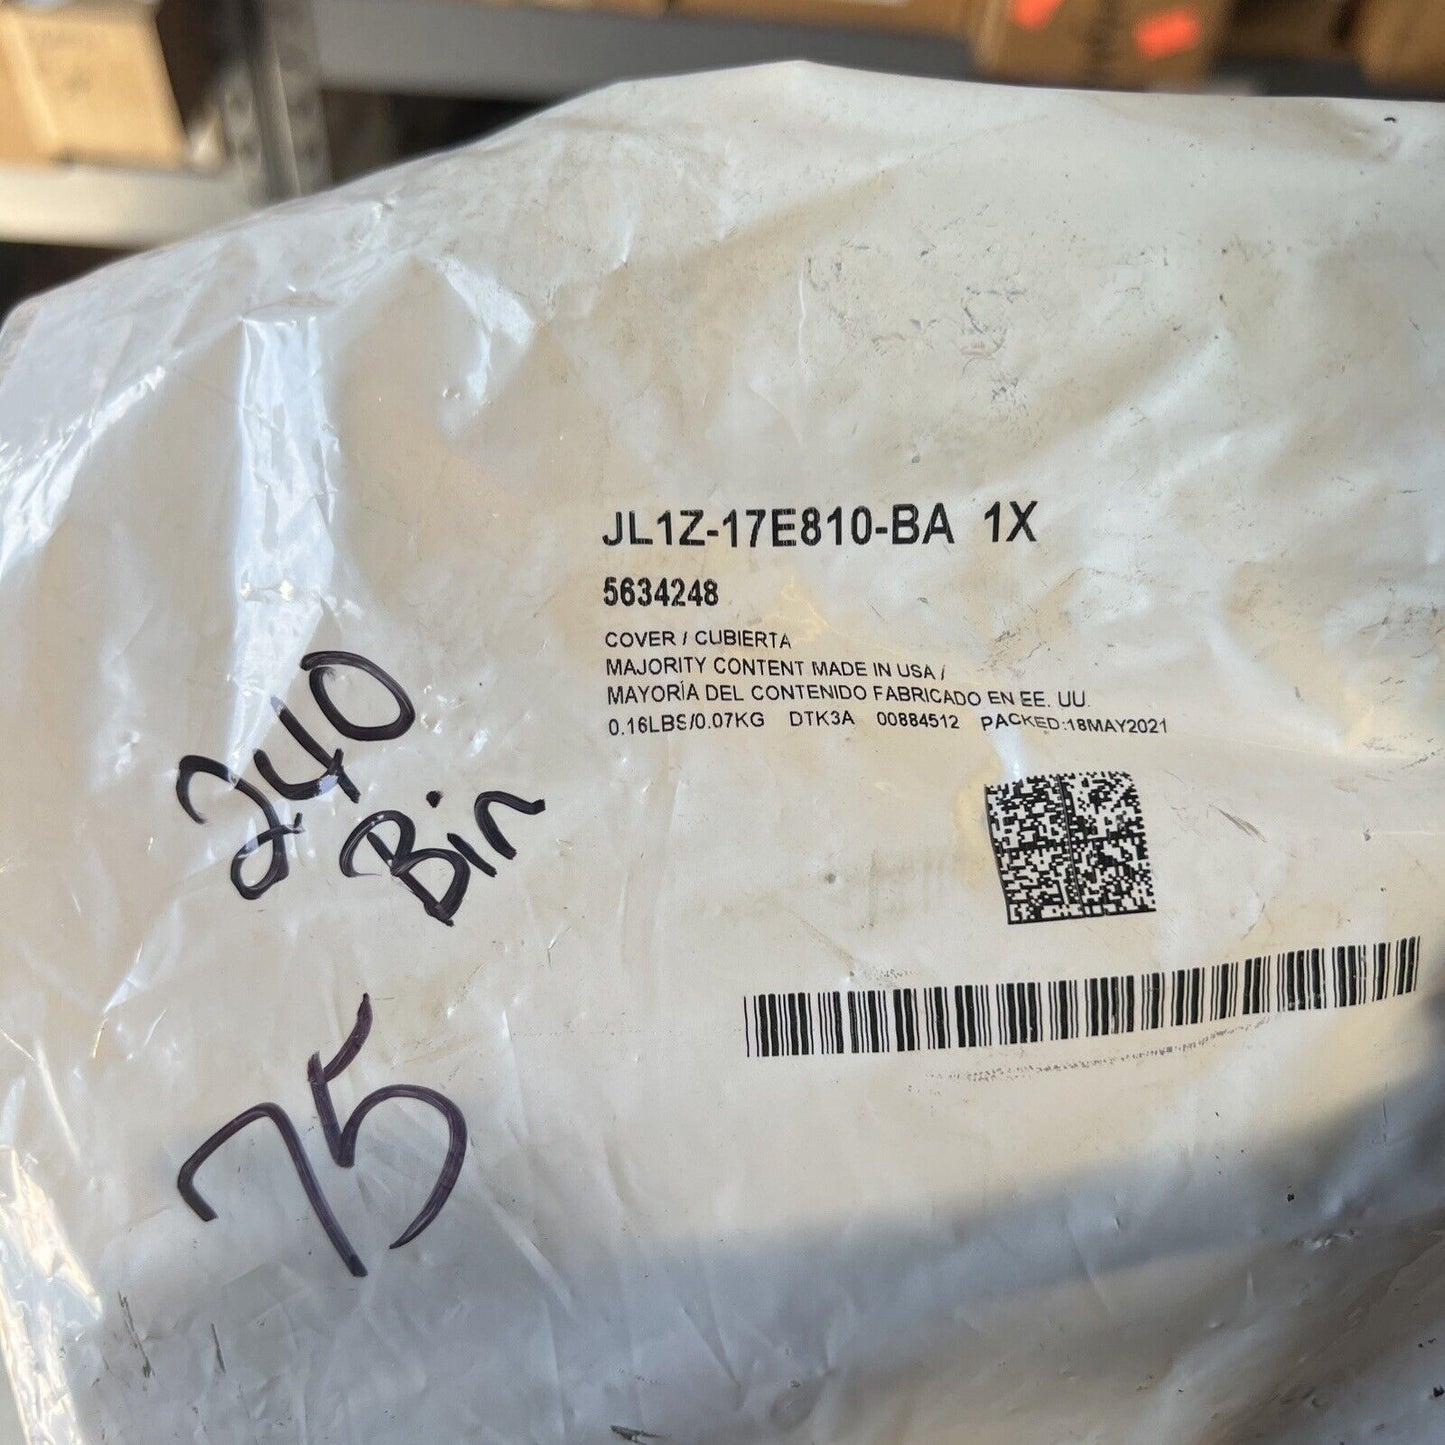 JL1Z-17E810-BA 1X
5634248
COVER / CUBIERTA
MAJORITY CONTENT MADE IN USA /
MAYORÍA DEL CONTENIDO FABRICADO EN EE. UU.
0.16LBS/0.07KG DTK3A 00884512 PACKED:18MAY2021
240
Bin
75